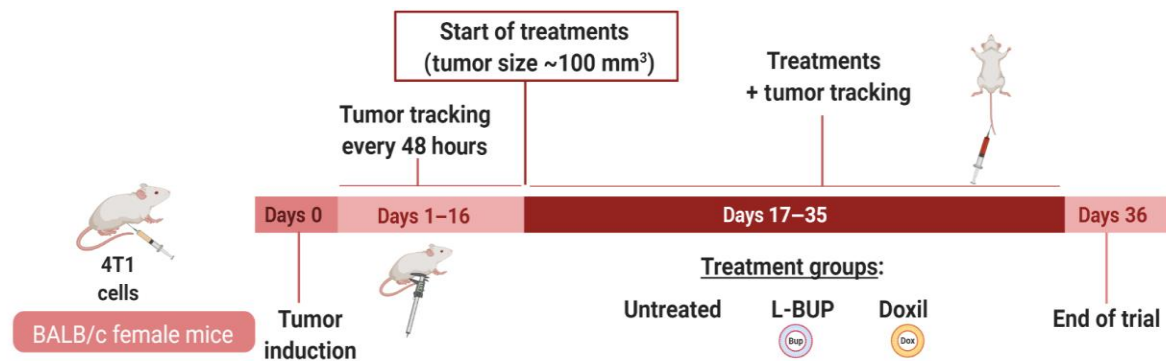 Start of treatments
(tumor size ~100 mm³)
Treatments
+ tumor tracking
Tumor tracking
every 48 hours
Days 0
Days 1–16
Days 17–35
Days 36
4T1
cells
BALB/c female mice
Tumor
induction
Treatment groups:
Untreated
L-BUP
Doxil
Bup
Dox
End of trial